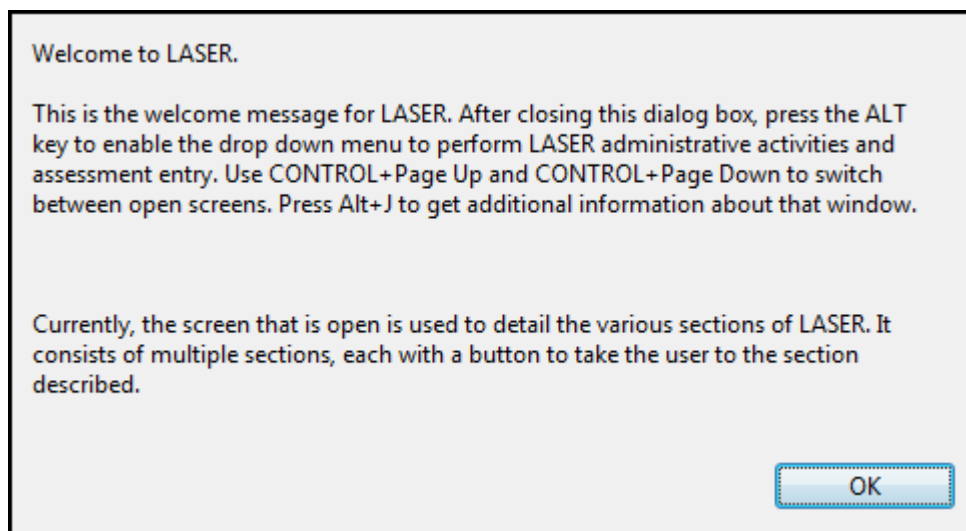 Welcome to LASER.
This is the welcome message for LASER. After closing this dialog box, press the ALT
key to enable the drop down menu to perform LASER administrative activities and
assessment entry. Use CONTROL+Page Up and CONTROL+Page Down to switch
between open screens. Press Alt+J to get additional information about that window.
Currently, the screen that is open is used to detail the various sections of LASER. It
consists of multiple sections, each with a button to take the user to the section
described.
OK